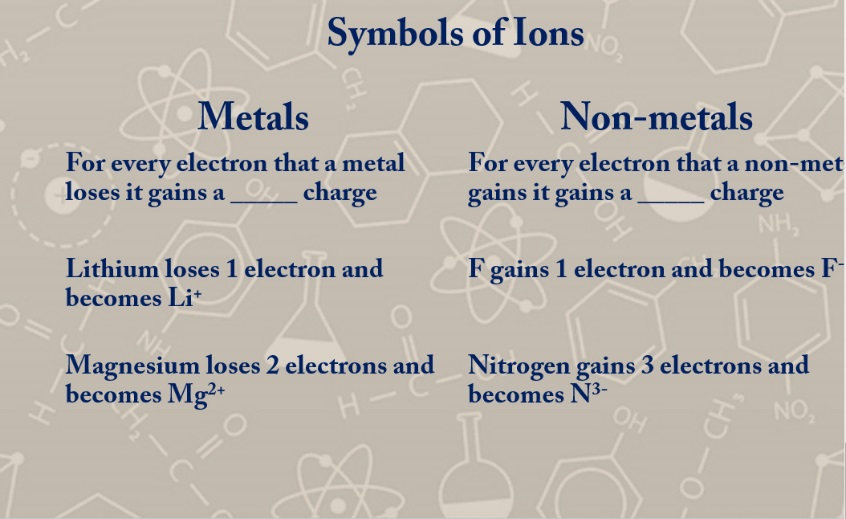 Symbols of Ions
Metals
For every electron that a metal
loses it gains a _____ charge
Lithium loses 1 electron and
becomes Li⁺
Magnesium loses 2 electrons and
becomes Mg²⁺
Non-metals
For every electron that a non-met
gains it gains a _____ charge
F gains 1 electron and becomes F⁻
Nitrogen gains 3 electrons and
becomes N³⁻